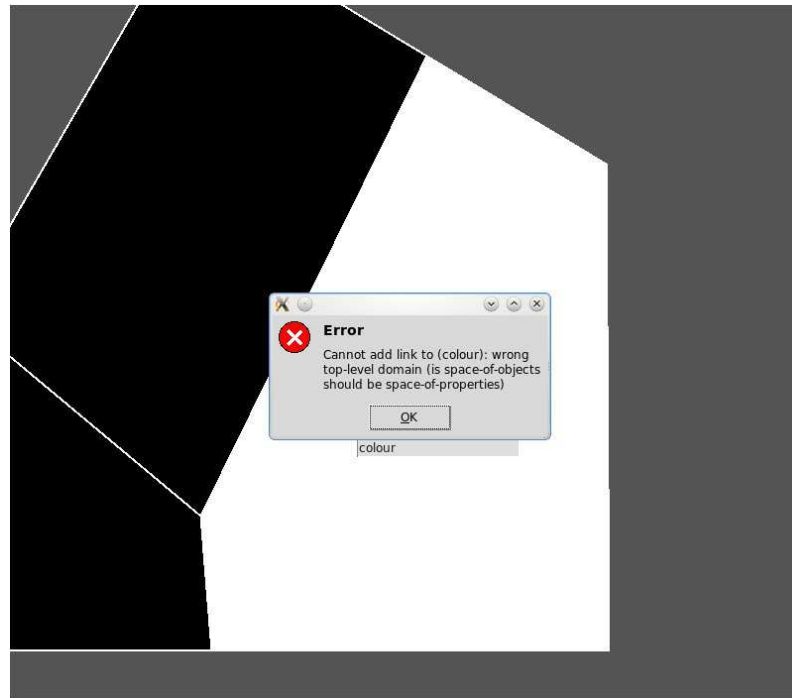 Error
Cannot add link to (colour): wrong
top-level domain (is space-of-objects
should be space-of-properties)
OK
colour